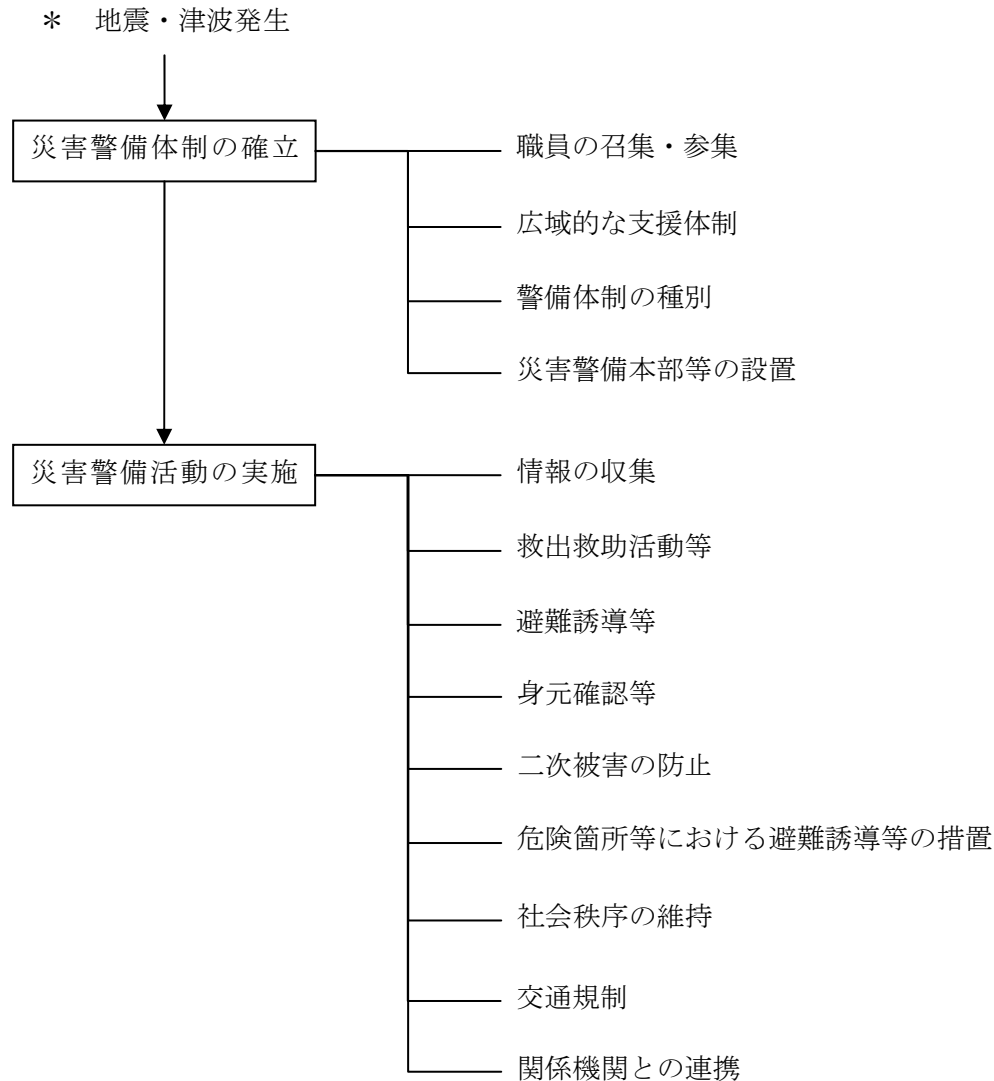 ＊ 地震・津波発生
災害警備体制の確立
職員の召集・参集
広域的な支援体制
警備体制の種別
災害警備本部等の設置
災害警備活動の実施
情報の収集
救出救助活動等
避難誘導等
身元確認等
二次被害の防止
危険箇所等における避難誘導等の措置
社会秩序の維持
交通規制
関係機関との連携